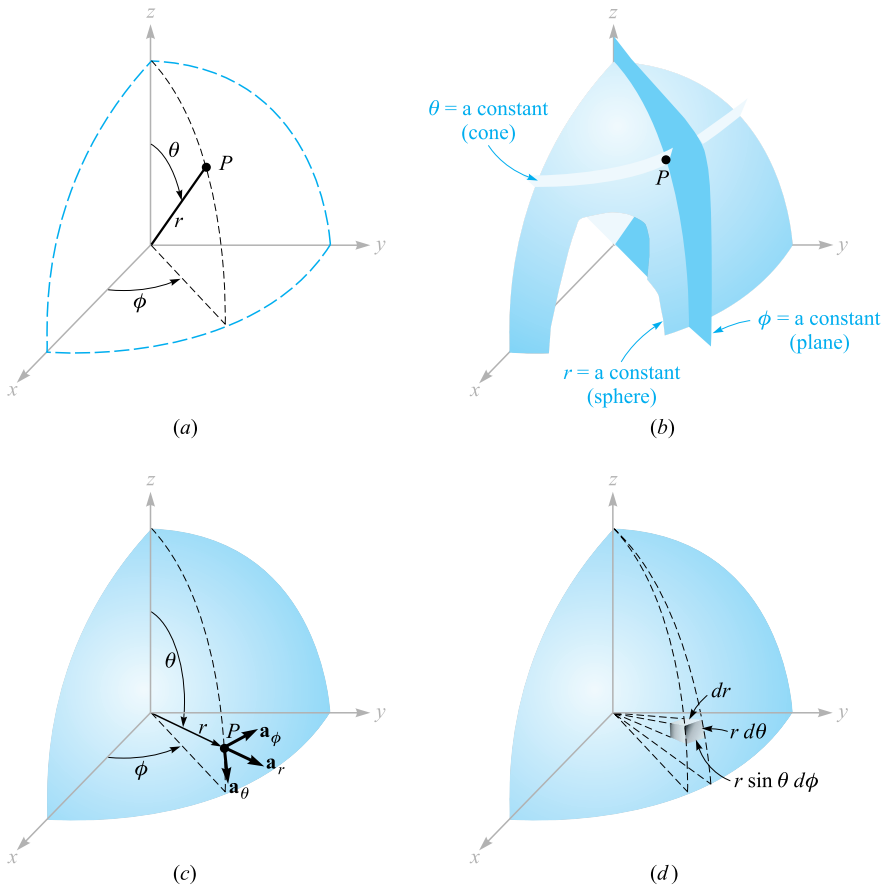 z
θ
P
r
y
ϕ
x
(a)
z
θ = a constant
(cone)
P
y
ϕ = a constant
(plane)
r = a constant
(sphere)
x
(b)
z
θ
r
P
a_ϕ
y
a_r
ϕ
a_θ
x
(c)
z
dr
y
r dθ
r sin θ dϕ
x
(d)